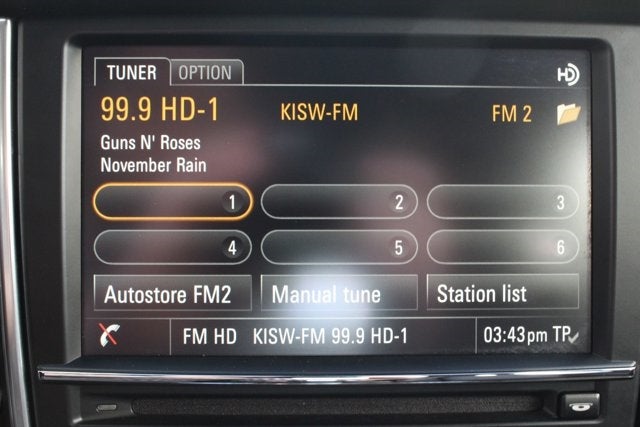 TUNER OPTION HD
99.9 HD-1 KISW-FM FM 2
Guns N' Roses
November Rain
1 2 3
4 5 6
Autostore FM2 Manual tune Station list
FM HD KISW-FM 99.9 HD-1 03:43pm TP